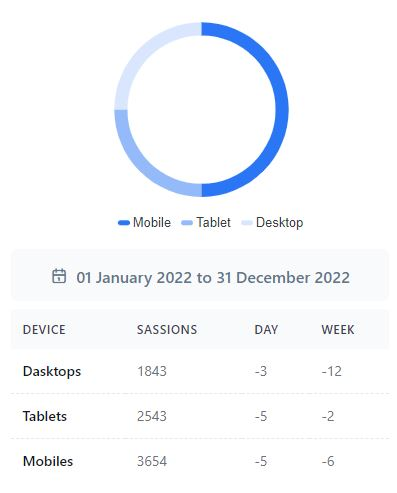 Mobile Tablet Desktop
01 January 2022 to 31 December 2022
DEVICE SASSIONS DAY WEEK
Dasktops 1843 -3 -12
Tablets 2543 -5 -2
Mobiles 3654 -5 -6